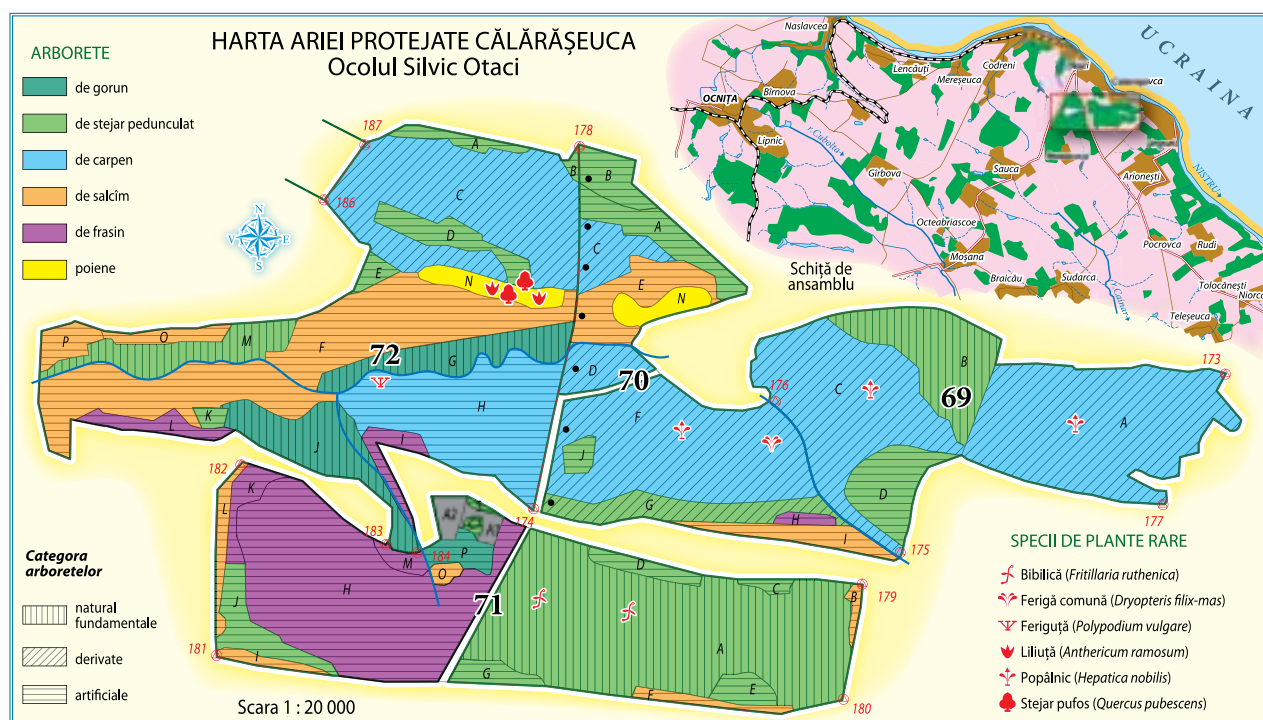 HARTA ARIEI PROTEJATE CĂLĂRĂŞEUCA
Ocolul Silvic Otaci
ARBORETE
de gorun
de stejar pedunculat
de carpen
de salcîm
de frasin
poiene
N
V
E
S
UCRAINA
Naslavcea
Lencăuți
Mereșeuca
Codreni
OCNIȚA
Bîrnova
Lipnic
r.Cubolta
Gîrbova
Sauca
Arionești
NISTRU
Octeabriascoe
Moșana
Pocrovca
Rudi
Braicău
Sudarca
Tolocănești
Niorca
Teleșeuca
Schiță de
ansamblu
187
178
186
A
B
B
C
D
E
N
C
A
E
N
P
O
M
F
72
G
H
K
L
J
I
D
70
F
J
G
H
I
176
C
B
69
A
D
173
177
175
174
182
183
184
181
K
L
H
M
J
I
A2
P
O
71
D
C
B
A
G
F
E
179
180
Categora
arboretelor
natural
fundamentale
derivate
artificiale
Scara 1 : 20 000
SPECII DE PLANTE RARE
Bibilică (Fritillaria ruthenica)
Ferigă comună (Dryopteris filix-mas)
Feriguță (Polypodium vulgare)
Liliuță (Anthericum ramosum)
Popâlnic (Hepatica nobilis)
Stejar pufos (Quercus pubescens)